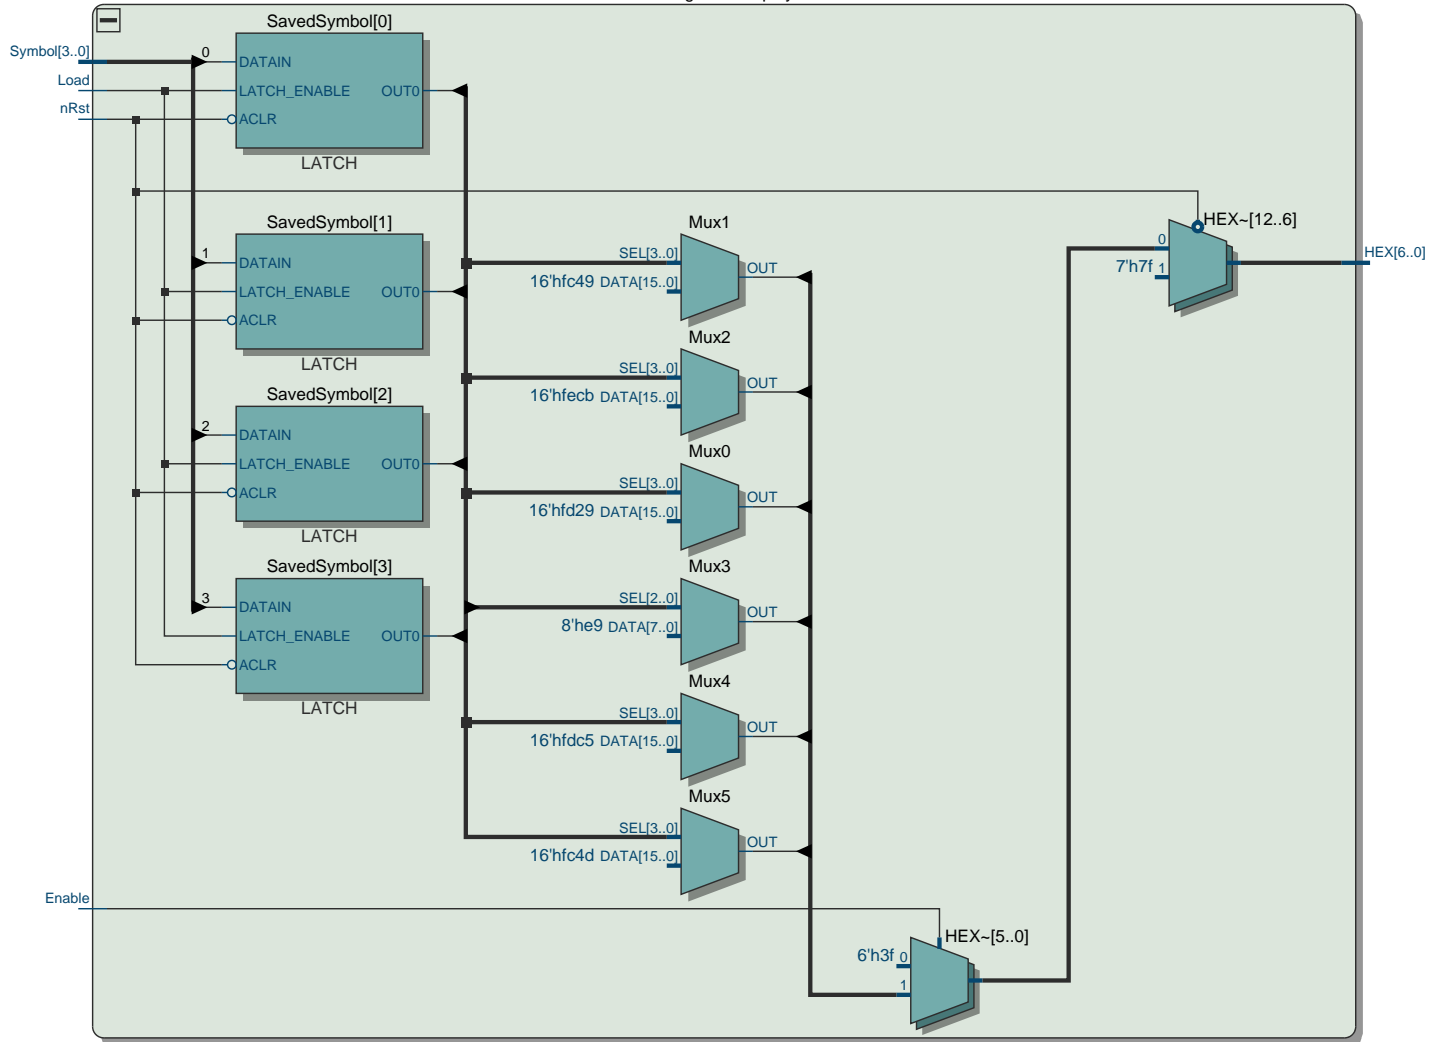 SavedSymbol[0]
Symbol[3..0]
0
DATAIN
Load
LATCH_ENABLE OUT0
nRst
ACLR
LATCH
SavedSymbol[1]
1
DATAIN
LATCH_ENABLE OUT0
ACLR
LATCH
SavedSymbol[2]
2
DATAIN
LATCH_ENABLE OUT0
ACLR
LATCH
SavedSymbol[3]
3
DATAIN
LATCH_ENABLE OUT0
ACLR
LATCH
Mux1
SEL[3..0]
16'hfc49 DATA[15..0]
OUT
Mux2
SEL[3..0]
16'hfecb DATA[15..0]
OUT
Mux0
SEL[3..0]
16'hfd29 DATA[15..0]
OUT
Mux3
SEL[2..0]
8'he9 DATA[7..0]
OUT
Mux4
SEL[3..0]
16'hfdc5 DATA[15..0]
OUT
Mux5
SEL[3..0]
16'hfc4d DATA[15..0]
OUT
Enable
HEX~[5..0]
6'h3f 0
1
HEX~[12..6]
0
7'h7f 1
HEX[6..0]